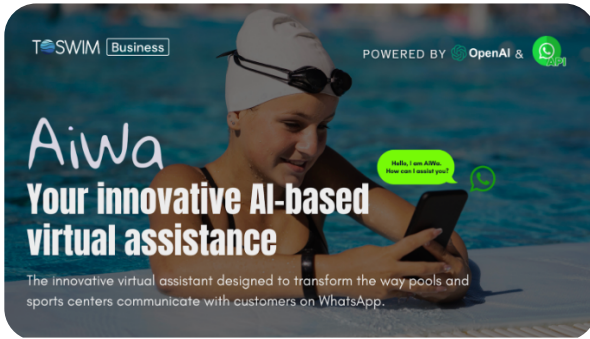 TOSWIM Business
POWERED BY OpenAI & API
AiWa
Hello, I am AiWa.
How can I assist you?
Your innovative AI-based
virtual assistance
The innovative virtual assistant designed to transform the way pools and
sports centers communicate with customers on WhatsApp.